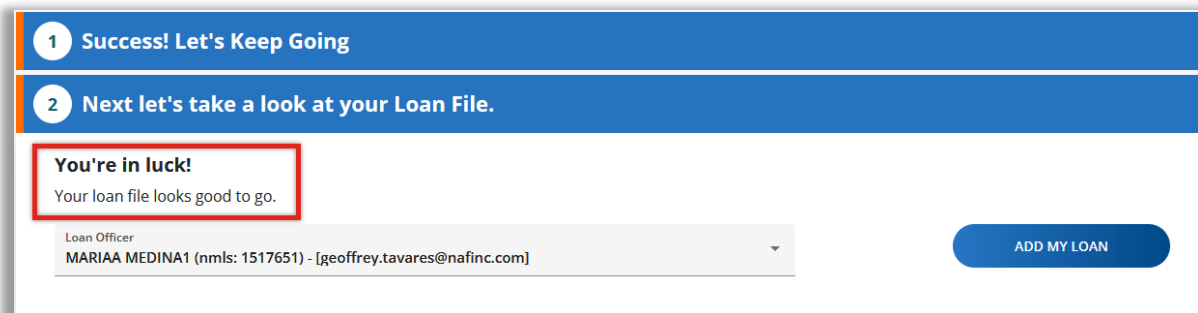 1 Success! Let's Keep Going
2 Next let's take a look at your Loan File.
You're in luck!
Your loan file looks good to go.
Loan Officer
MARIAA MEDINA1 (nmls: 1517651) - [geoffrey.tavares@nafinc.com]
ADD MY LOAN